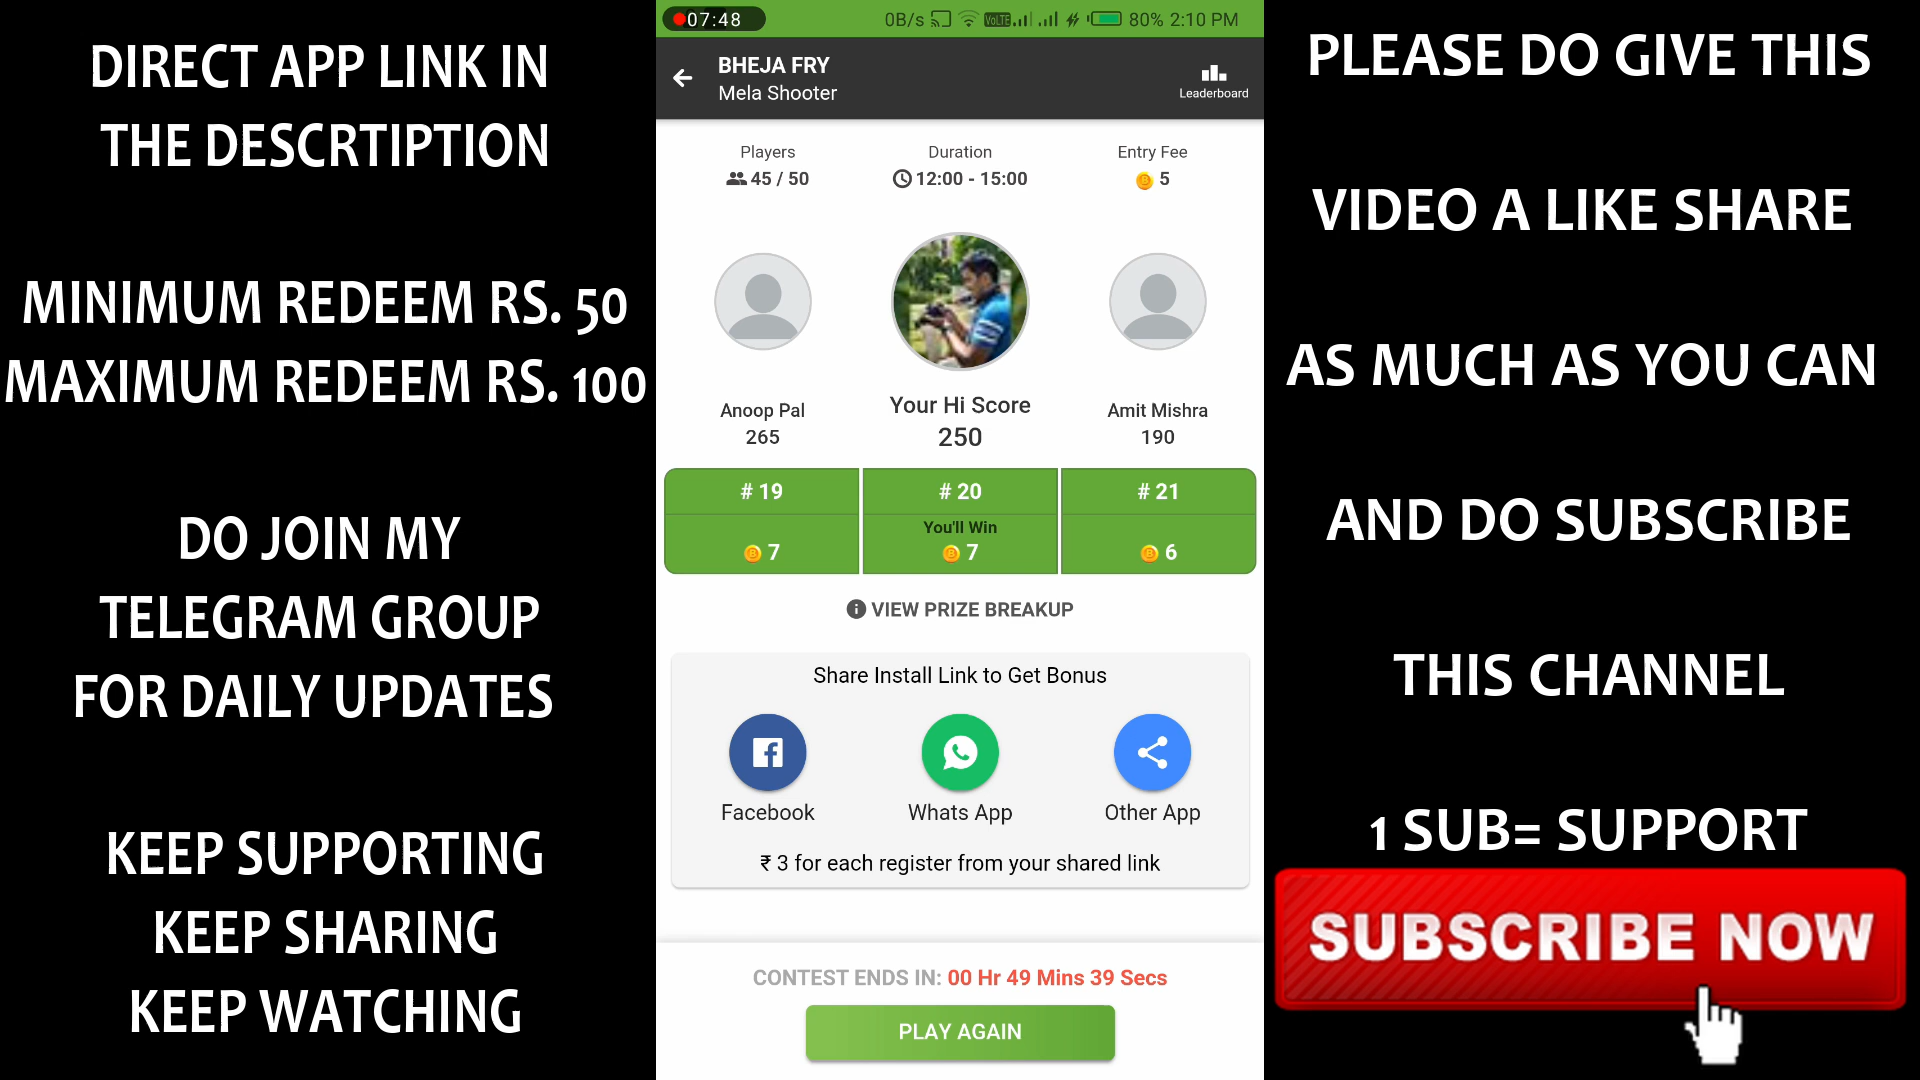 DIRECT APP LINK IN
THE DESCRTIPTION
MINIMUM REDEEM RS. 50
MAXIMUM REDEEM RS. 100
DO JOIN MY
TELEGRAM GROUP
FOR DAILY UPDATES
KEEP SUPPORTING
KEEP SHARING
KEEP WATCHING
07:48 0B/s VoLTE 80% 2:10 PM
BHEJA FRY
Mela Shooter
Leaderboard
Players Duration Entry Fee
45 / 50 12:00 - 15:00 5
Anoop Pal Your Hi Score Amit Mishra
265 250 190
# 19 # 20 # 21
You'll Win
7 7 6
VIEW PRIZE BREAKUP
Share Install Link to Get Bonus
Facebook Whats App Other App
₹ 3 for each register from your shared link
CONTEST ENDS IN: 00 Hr 49 Mins 39 Secs
PLAY AGAIN
PLEASE DO GIVE THIS
VIDEO A LIKE SHARE
AS MUCH AS YOU CAN
AND DO SUBSCRIBE
THIS CHANNEL
1 SUB= SUPPORT
SUBSCRIBE NOW